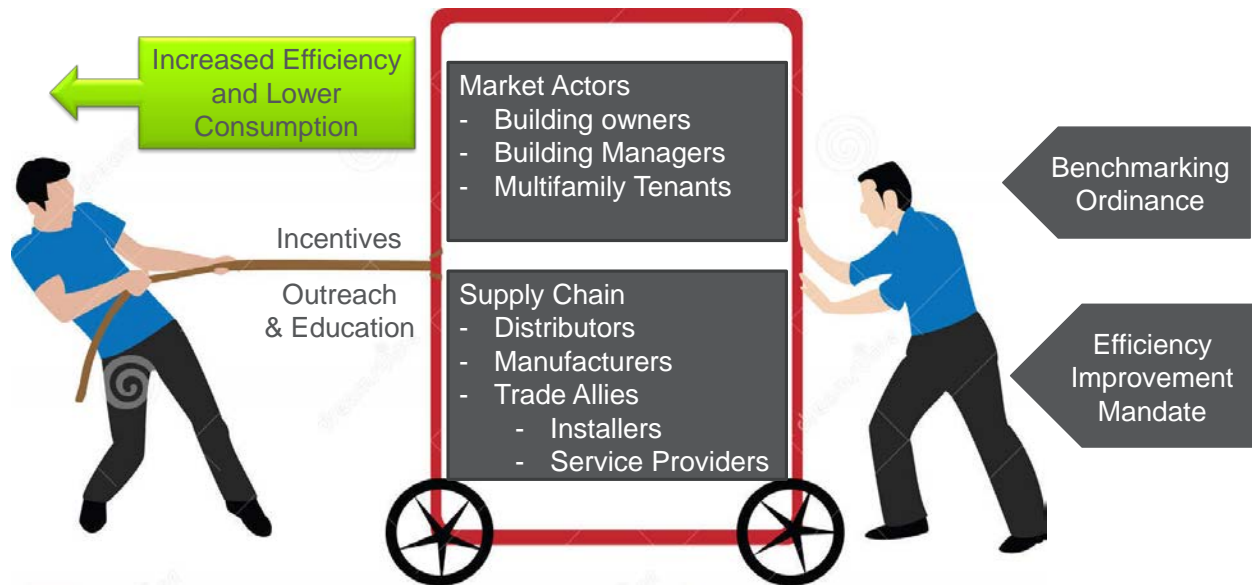 Increased Efficiency
and Lower
Consumption
Market Actors
- Building owners
- Building Managers
- Multifamily Tenants
Incentives
Outreach
& Education
Supply Chain
- Distributors
- Manufacturers
- Trade Allies
- Installers
- Service Providers
Benchmarking
Ordinance
Efficiency
Improvement
Mandate